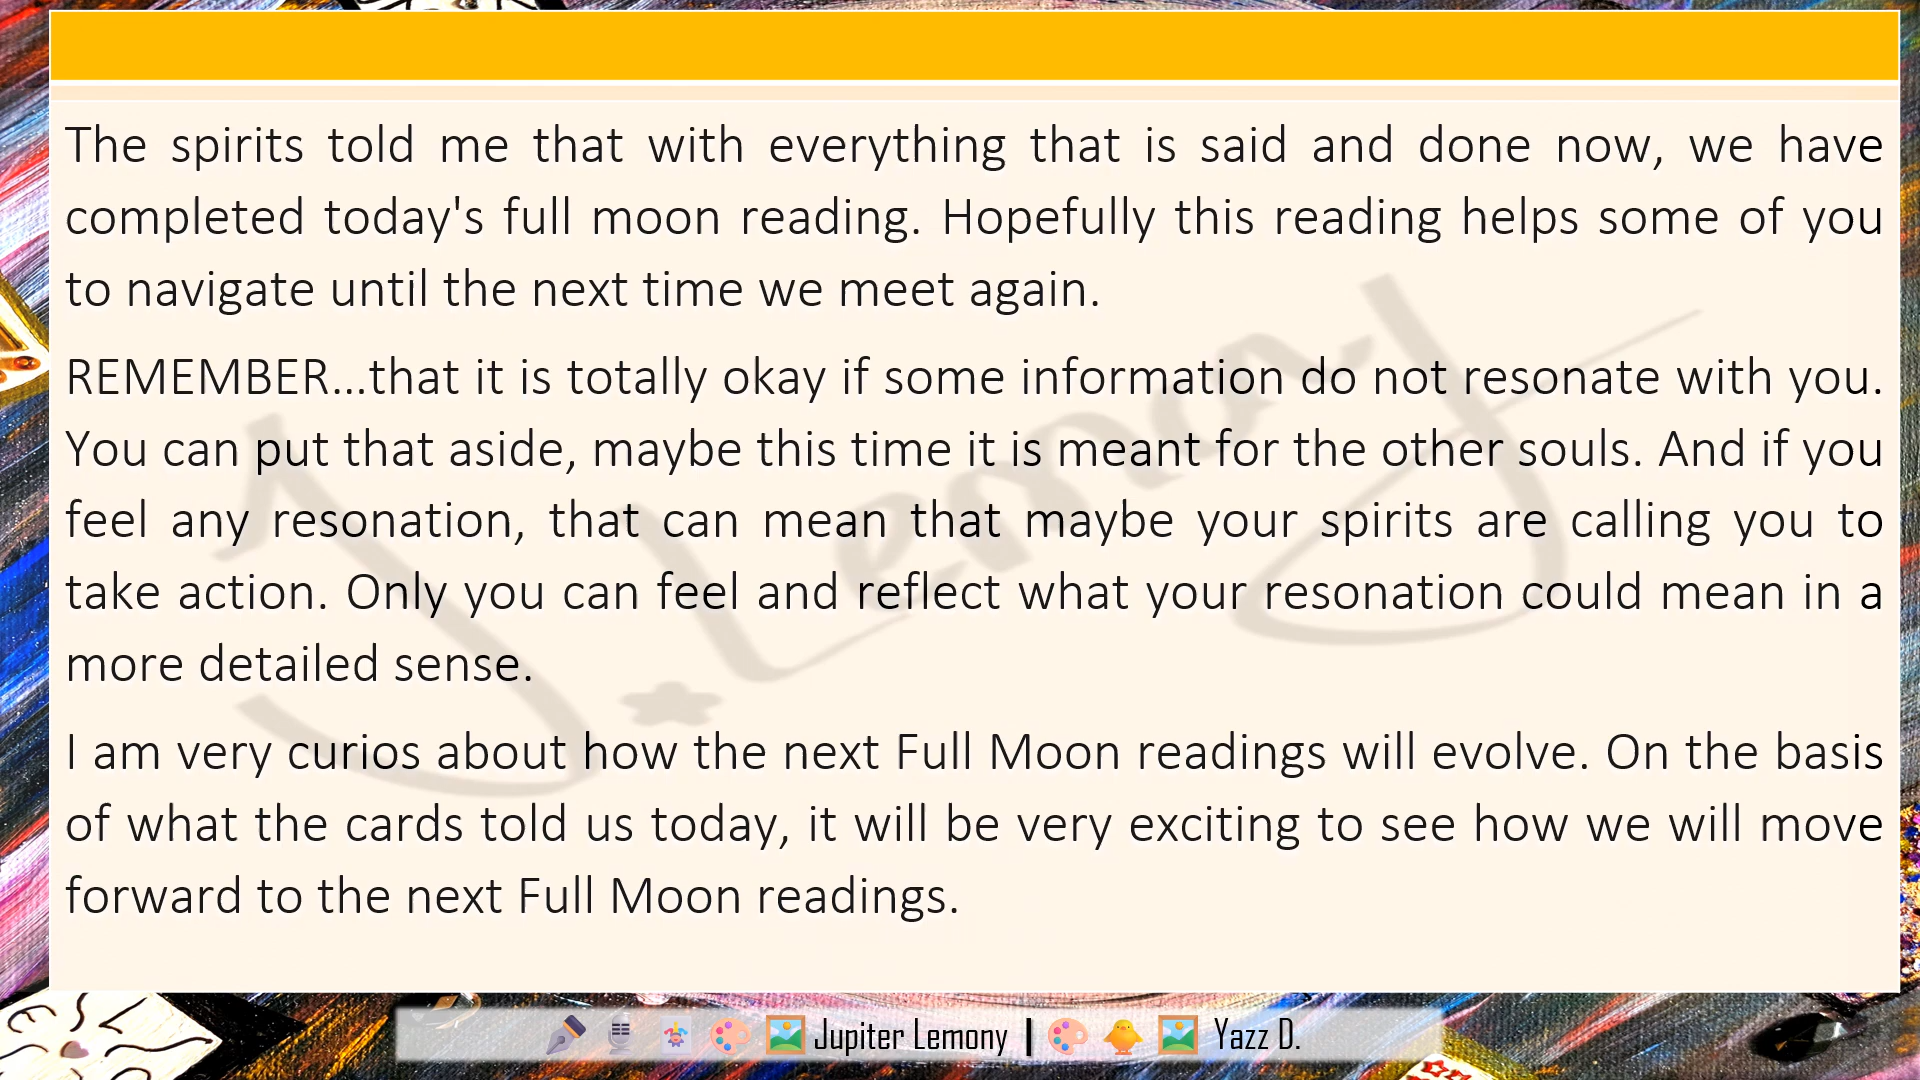 The spirits told me that with everything that is said and done now, we have
completed today's full moon reading. Hopefully this reading helps some of you
to navigate until the next time we meet again.
REMEMBER...that it is totally okay if some information do not resonate with you.
You can put that aside, maybe this time it is meant for the other souls. And if you
feel any resonation, that can mean that maybe your spirits are calling you to
take action. Only you can feel and reflect what your resonation could mean in a
more detailed sense.
I am very curios about how the next Full Moon readings will evolve. On the basis
of what the cards told us today, it will be very exciting to see how we will move
forward to the next Full Moon readings.
J.Lemony
Jupiter Lemony | Yazz D.